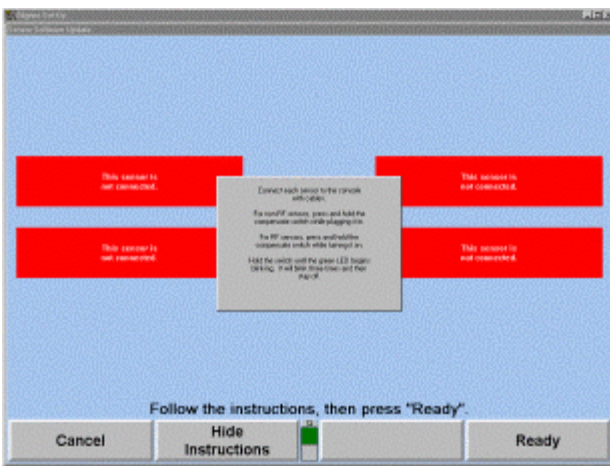 Sensor Software Update
This sensor is
not connected.
This sensor is
not connected.
Connect each sensor to the console
with cables.
For non-RF sensors, press and hold the
compensate switch while plugging it in.
For RF sensors, press and hold the
compensate switch while turning it on.
Hold the switch until the green LED begins
blinking. It will blink three times and then
stay off.
This sensor is
not connected.
This sensor is
not connected.
Follow the instructions, then press "Ready".
Cancel
Hide
Instructions
Ready